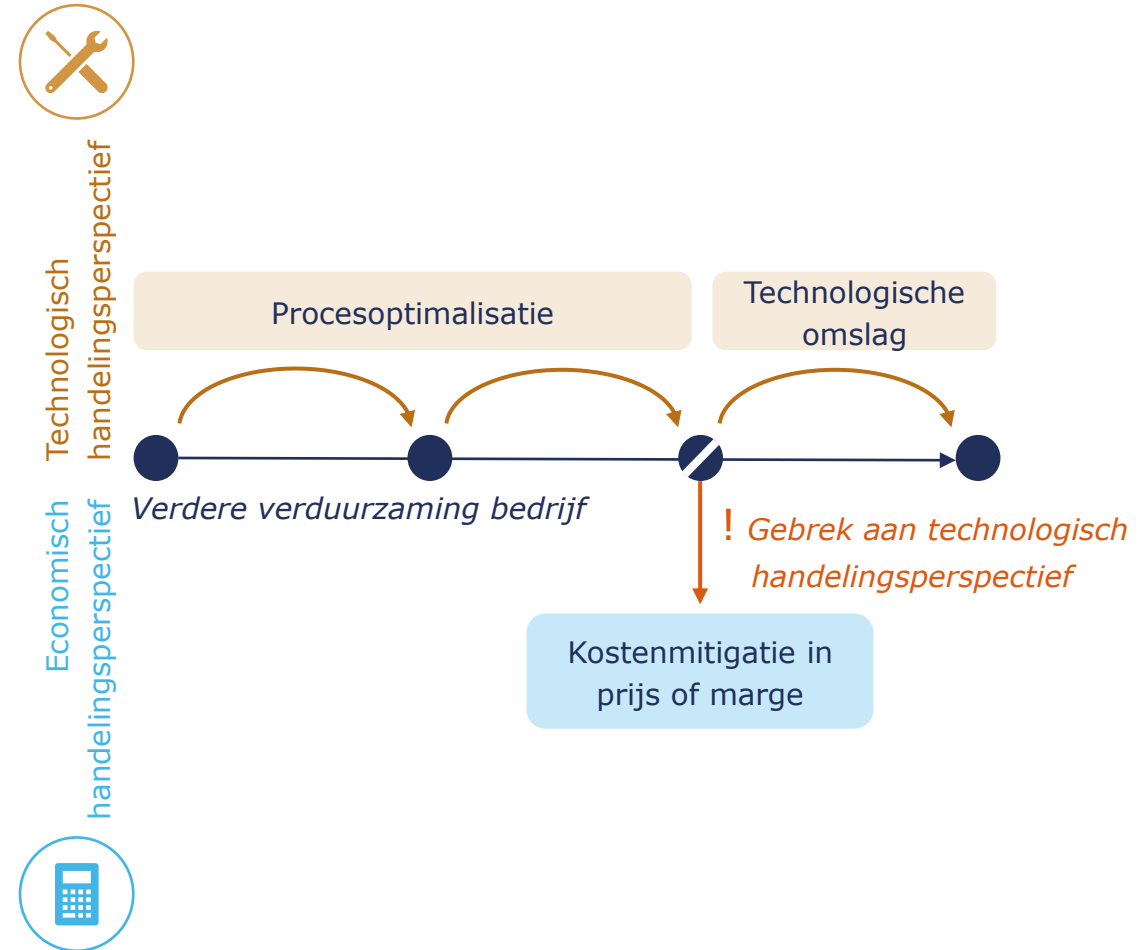 Technologisch
handelingsperspectief
Procesoptimalisatie
Technologische
omslag
Verdere verduurzaming bedrijf
! Gebrek aan technologisch
handelingsperspectief
Economisch
handelingsperspectief
Kostenmitigatie in
prijs of marge